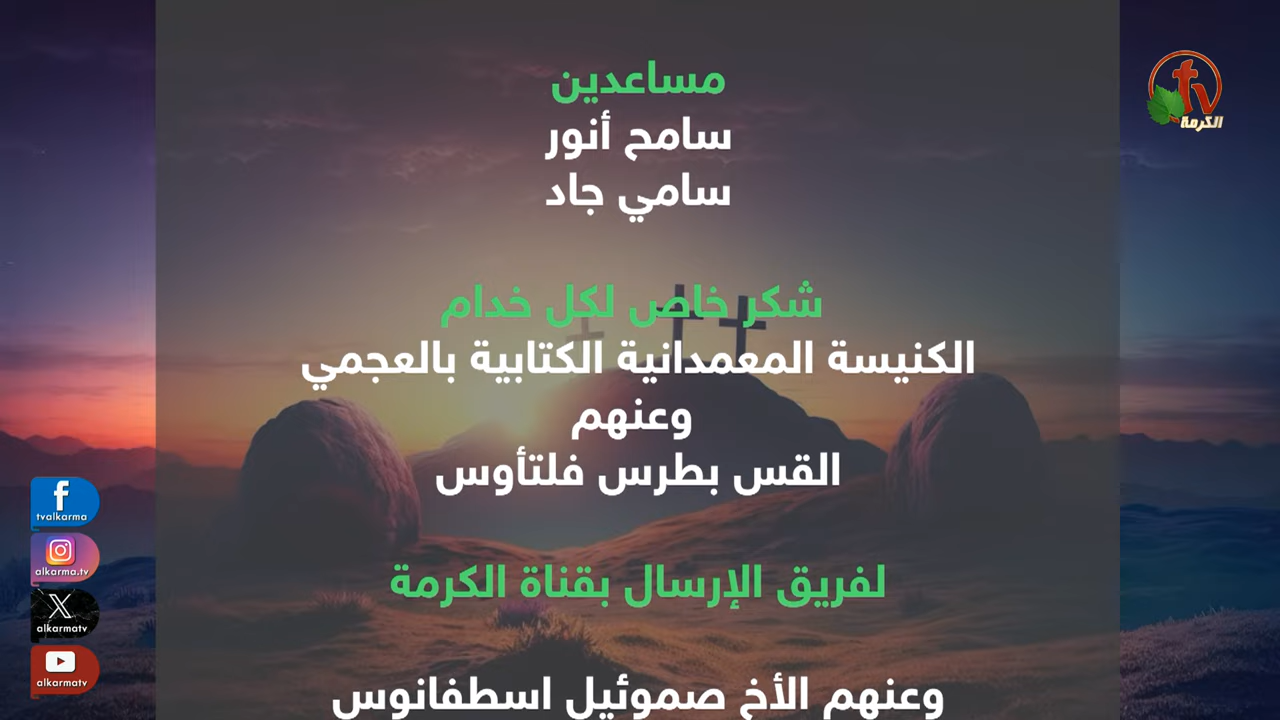 مساعدين
سامح أنور
سامي جاد
شكر خاص لكل خدام
الكنيسة المعمدانية الكتابية بالعجمي
وعنهم
القس بطرس فلتأوس
لفريق الإرسال بقناة الكرمة
وعنهم الأخ صموئيل اسطفانوس
tv
الكرمة
f
tvalkarma
alkarma.tv
X
alkarmatv
alkarmatv